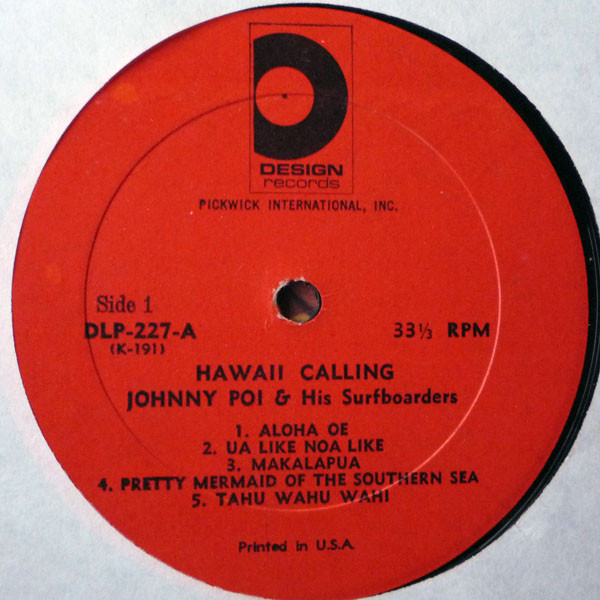 DESIGN
records
PICKWICK INTERNATIONAL, INC.
Side 1
DLP-227-A 33⅓ RPM
(K-191)
HAWAII CALLING
JOHNNY POI & His Surfboarders
1. ALOHA OE
2. UA LIKE NOA LIKE
3. MAKALAPUA
4. PRETTY MERMAID OF THE SOUTHERN SEA
5. TAHU WAHU WAHI
Printed in U.S.A.